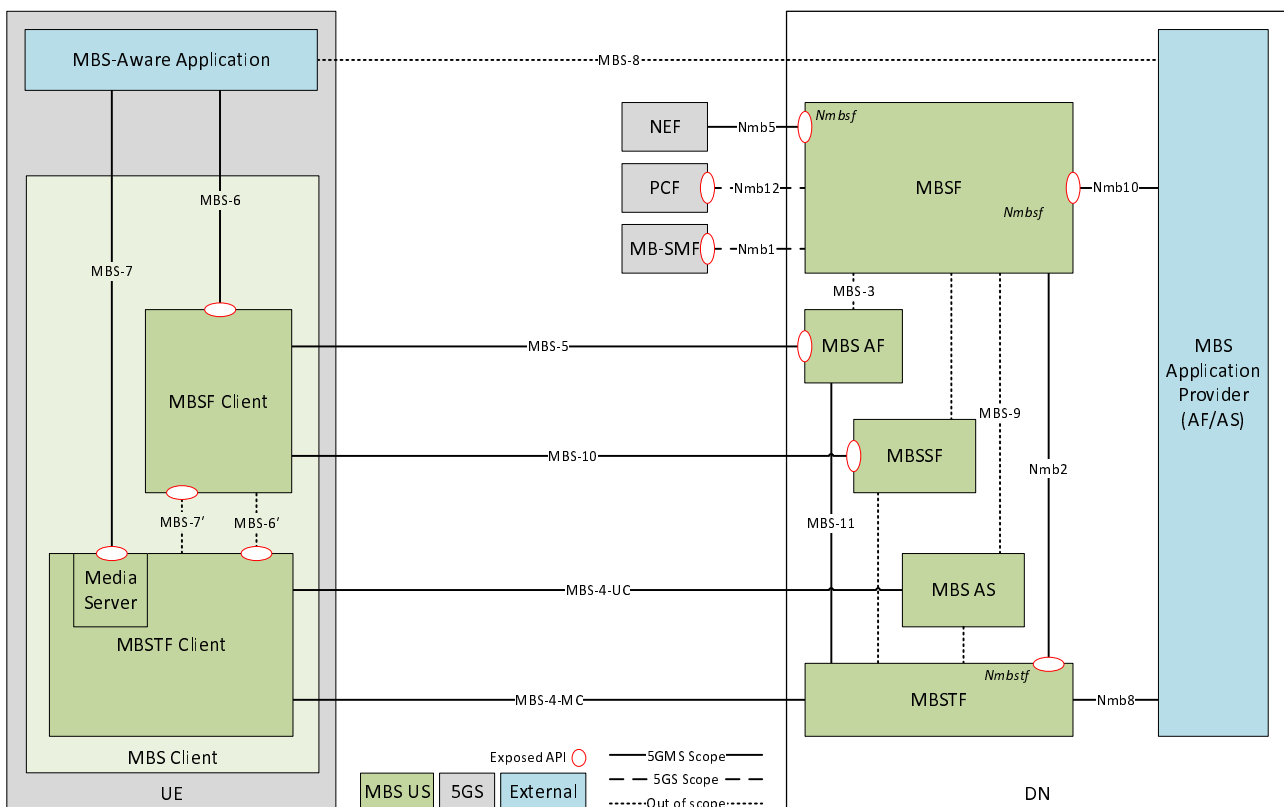 MBS-Aware Application
MBS-8
NEF
Nmb5
Nmbsf
PCF
Nmb12
MBSF
Nmb10
MBS-6
Nmbsf
MB-SMF
Nmb1
MBS-7
MBS-3
MBS-5
MBS AF
MBS
Application
Provider
(AF/AS)
MBSF Client
MBS-9
MBS-10
MBSSF
Nmb2
MBS-7’
MBS-6’
MBS-11
Media
Server
MBS-4-UC
MBS AS
MBSTF Client
Nmbstf
MBS-4-MC
MBSTF
Nmb8
MBS Client
Exposed API
5GMS Scope
5GS Scope
UE
MBS US
5GS
External
Out of scope
DN